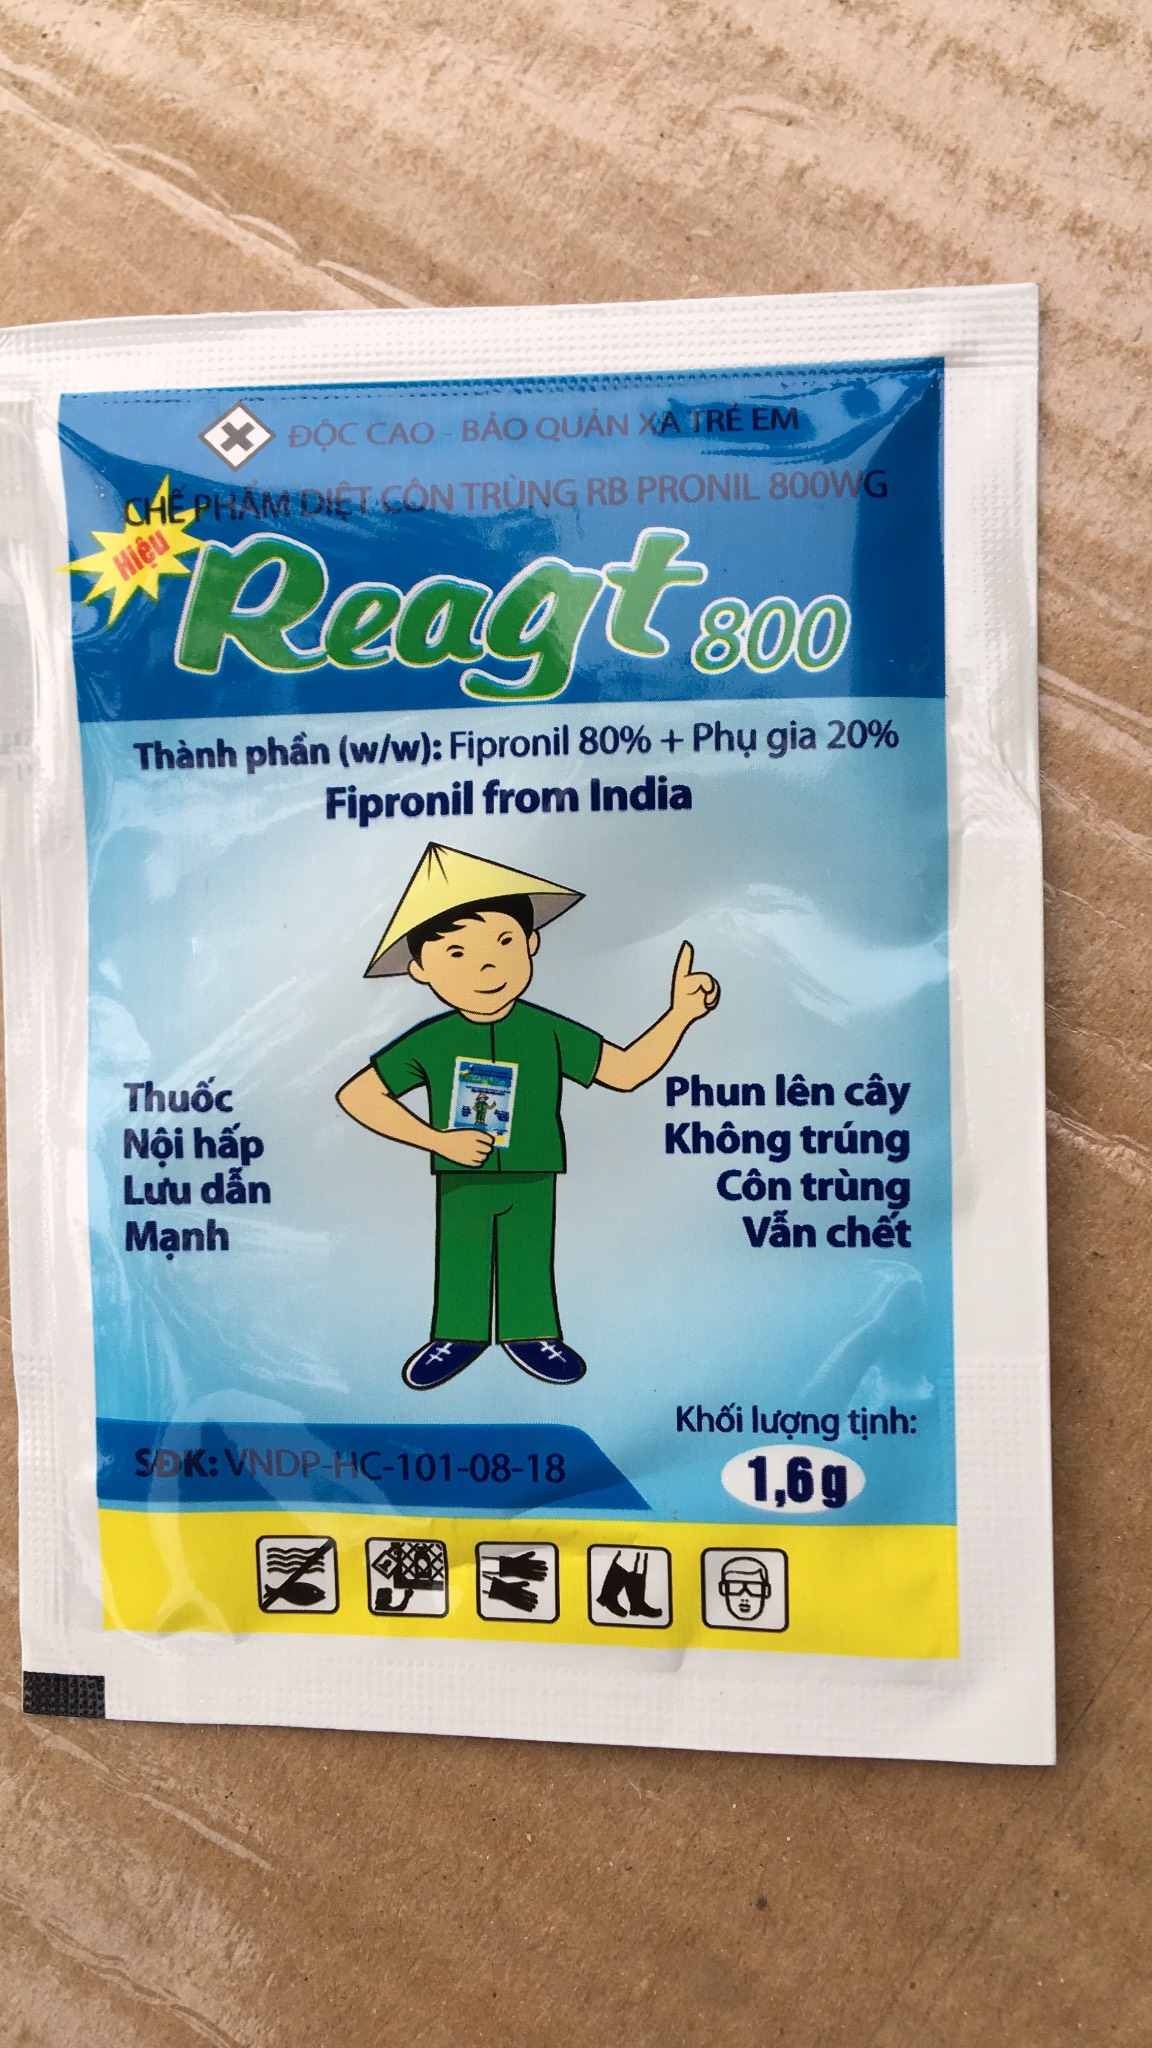 ĐỘC CAO - BẢO QUẢN XA TRẺ EM
CHẾ PHẨM DIỆT CÔN TRÙNG RB PRONIL 800WG
Hiệu
Reagt 800
Thành phần (w/w): Fipronil 80% + Phụ gia 20%
Fipronil from India
Thuốc
Nội hấp
Lưu dẫn
Mạnh
Phun lên cây
Không trúng
Côn trùng
Vẫn chết
Khối lượng tịnh:
1,6 g
SĐK: VNDP-HC-101-08-18